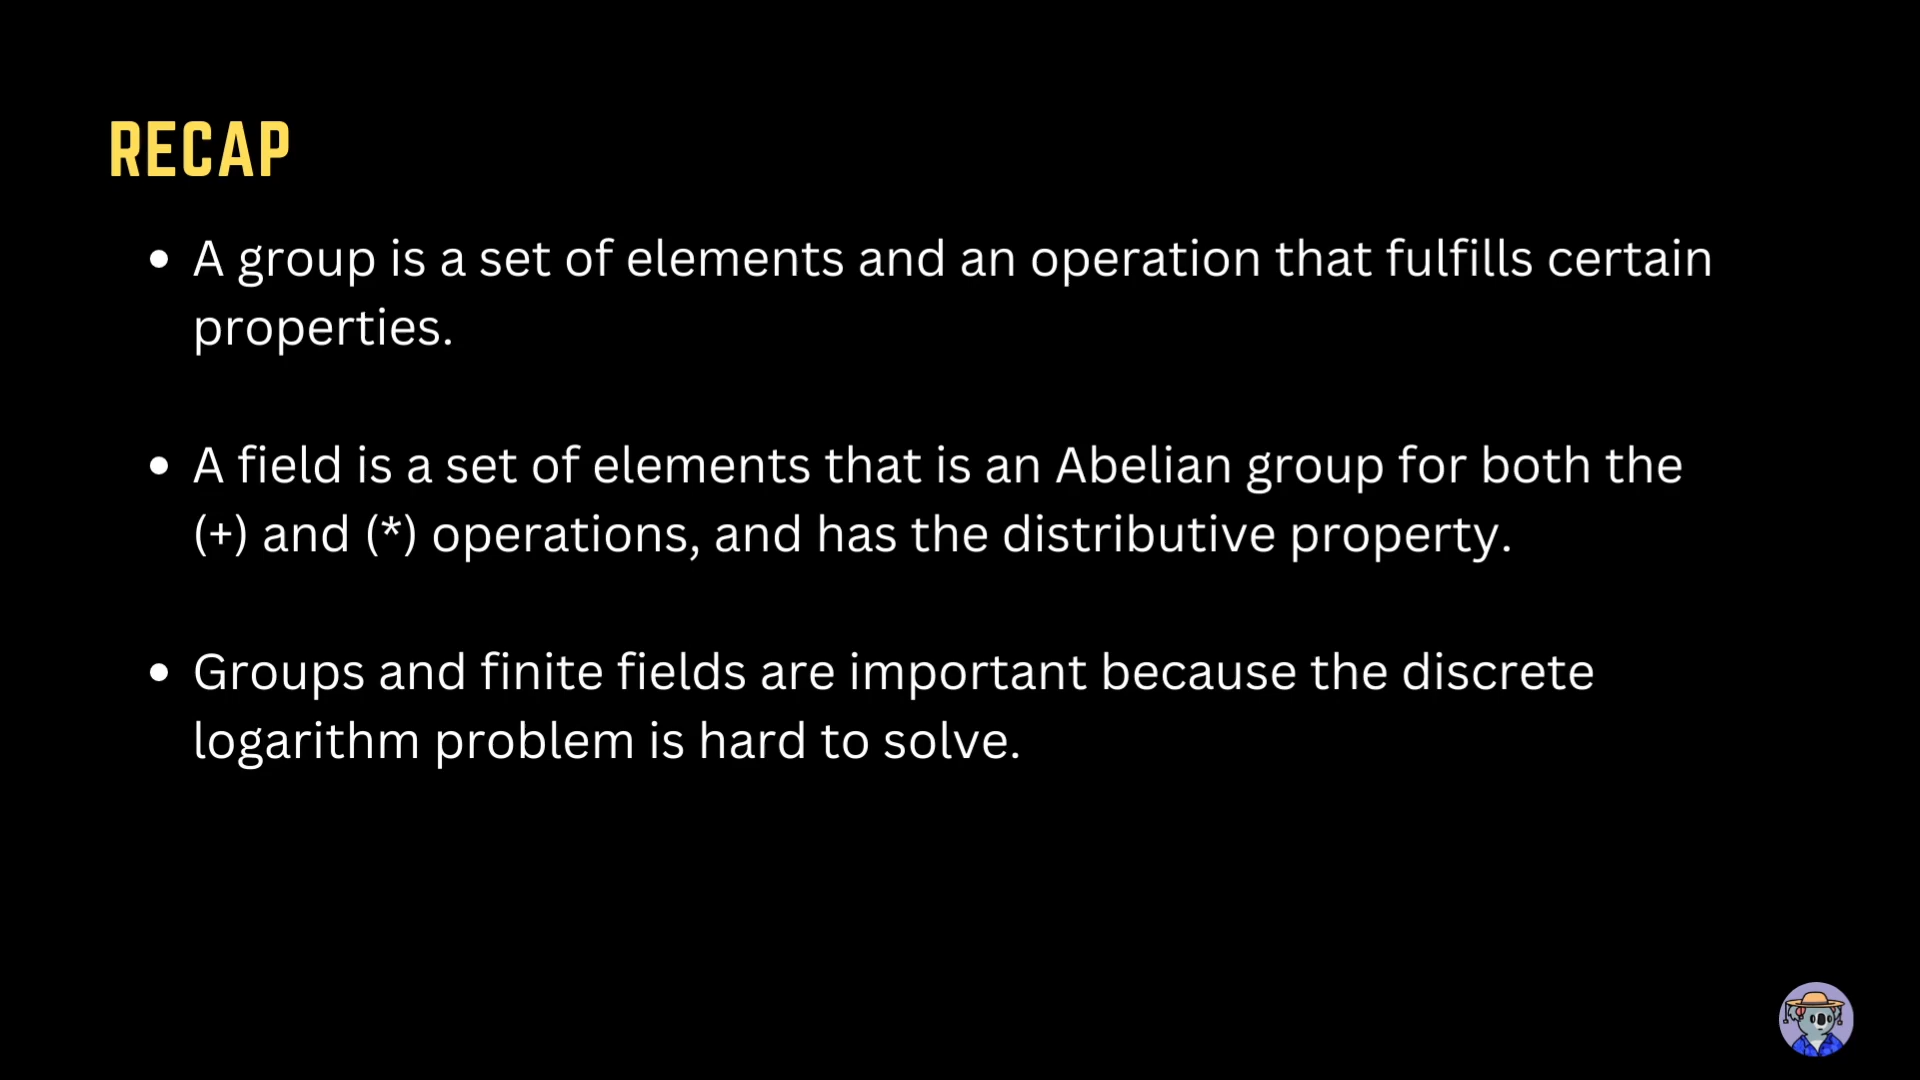 RECAP
• A group is a set of elements and an operation that fulfills certain
properties.
• A field is a set of elements that is an Abelian group for both the
(+) and (*) operations, and has the distributive property.
• Groups and finite fields are important because the discrete
logarithm problem is hard to solve.